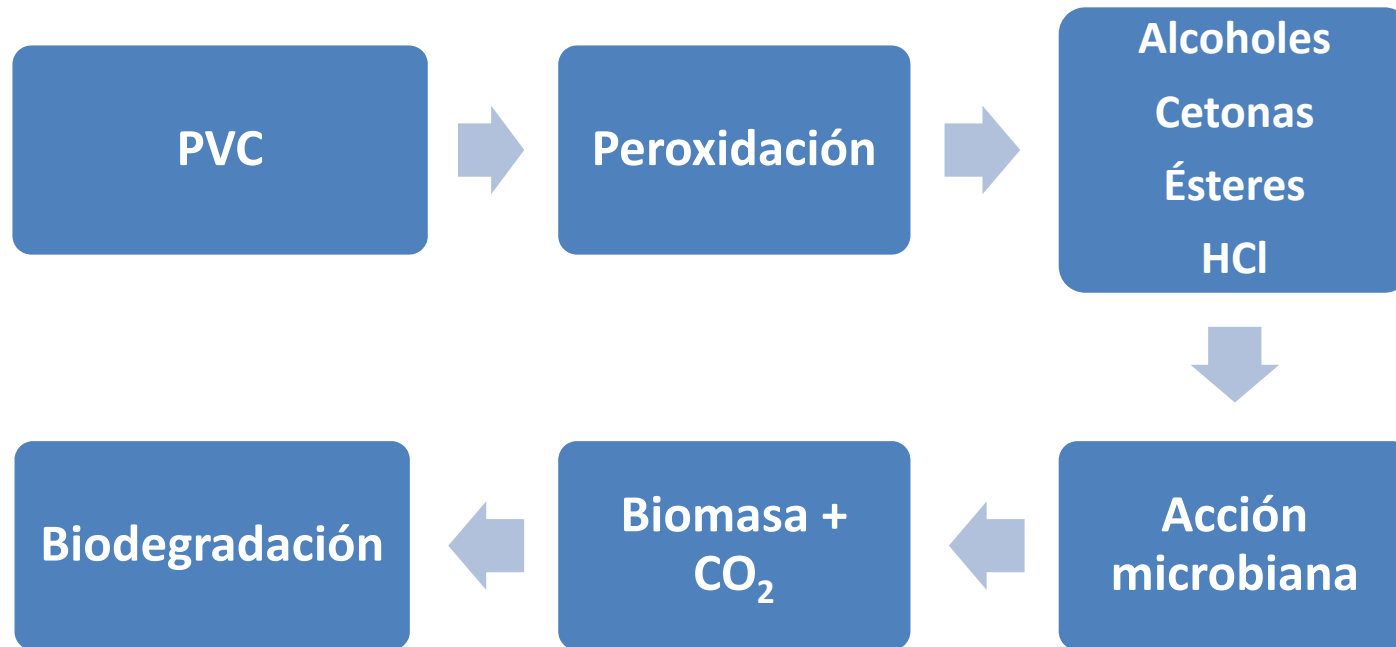 PVC
Peroxidación
Alcoholes
Cetonas
Ésteres
HCl
Acción
microbiana
Biomasa +
CO₂
Biodegradación